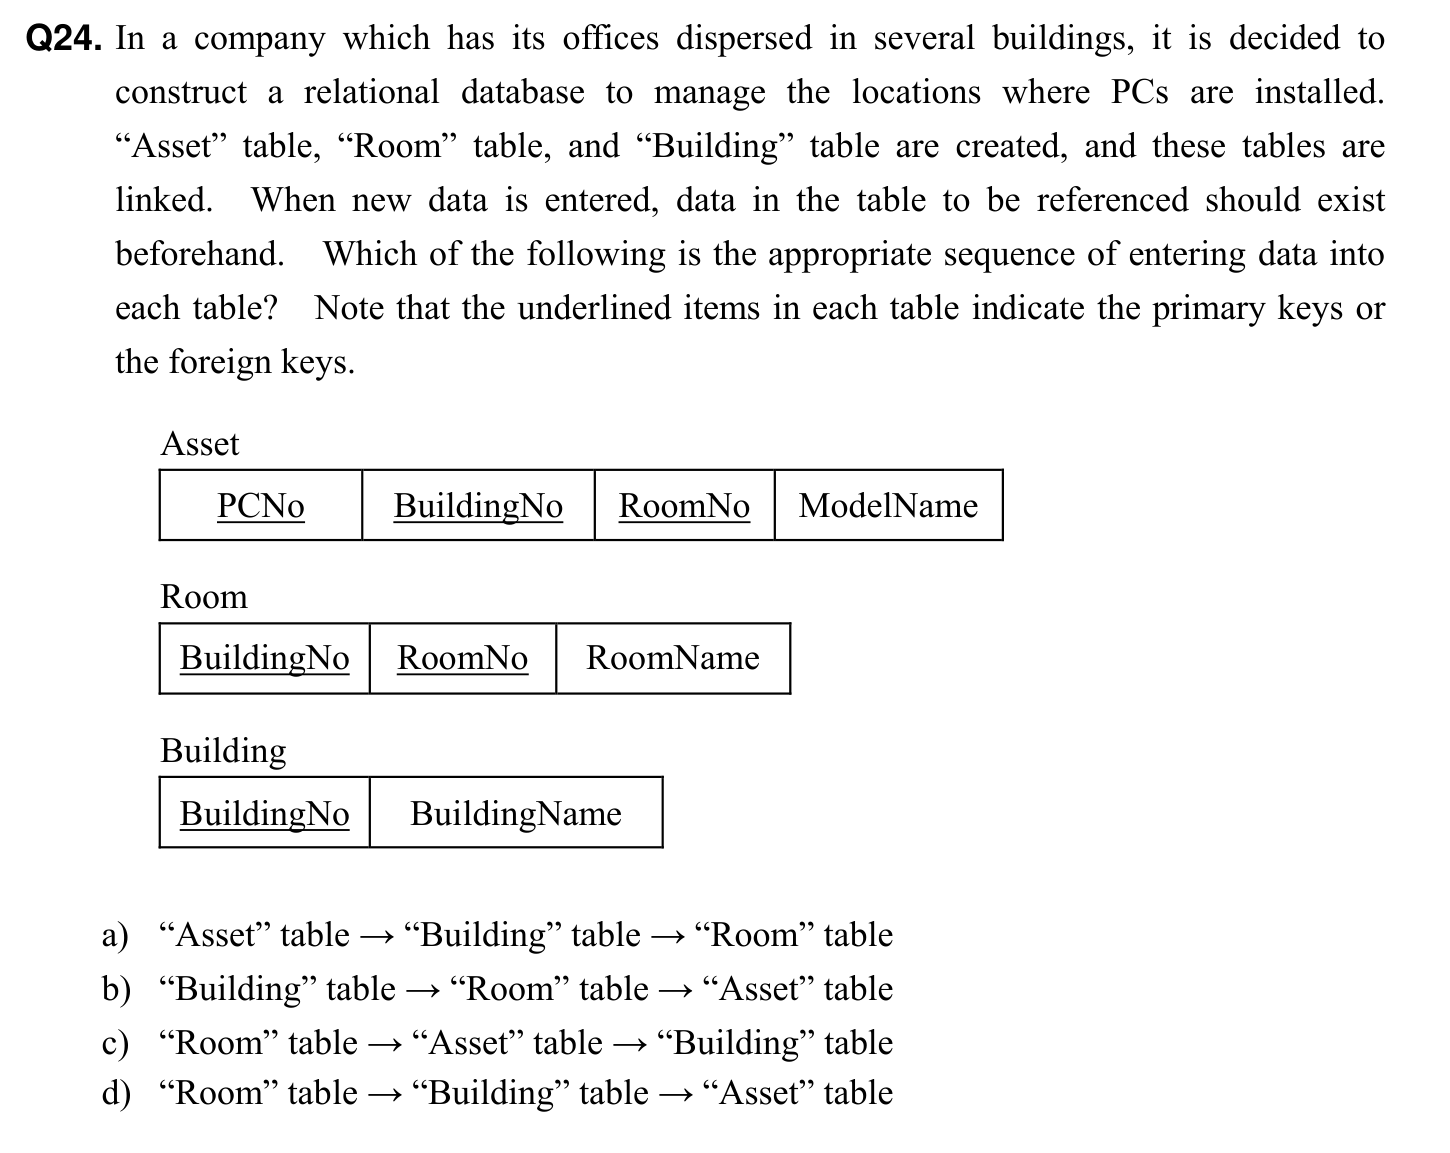 Q24. In a company which has its offices dispersed in several buildings, it is decided to
construct a relational database to manage the locations where PCs are installed.
“Asset” table, “Room” table, and “Building” table are created, and these tables are
linked. When new data is entered, data in the table to be referenced should exist
beforehand. Which of the following is the appropriate sequence of entering data into
each table? Note that the underlined items in each table indicate the primary keys or
the foreign keys.
Asset
PCNo BuildingNo RoomNo ModelName
Room
BuildingNo RoomNo RoomName
Building
BuildingNo BuildingName
a) “Asset” table → “Building” table → “Room” table
b) “Building” table → “Room” table → “Asset” table
c) “Room” table → “Asset” table → “Building” table
d) “Room” table → “Building” table → “Asset” table